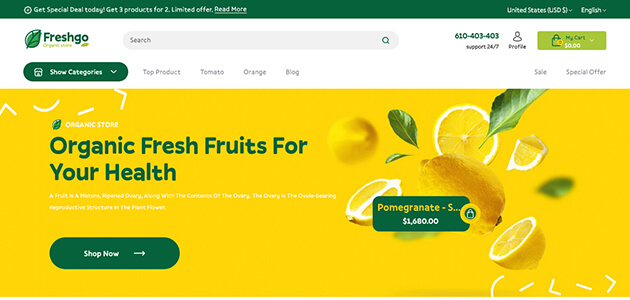 Get Special Deal today! Get 3 products for 2. Limited offer. Read More
United States (USD $)
English
Freshgo
Organic store
Search
610-403-403
support 24/7
Profile
My Cart
$0.00
Show Categories
Top Product
Tomato
Orange
Blog
Sale
Special Offer
ORGANIC STORE
Organic Fresh Fruits For
Your Health
A Fruit Is A Mature, Ripened Ovary, Along With The Contents Of The Ovary. The Ovary Is The Ovule-bearing
Reproductive Structure In The Plant Flower.
Pomegranate - S...
$1,680.00
Shop Now